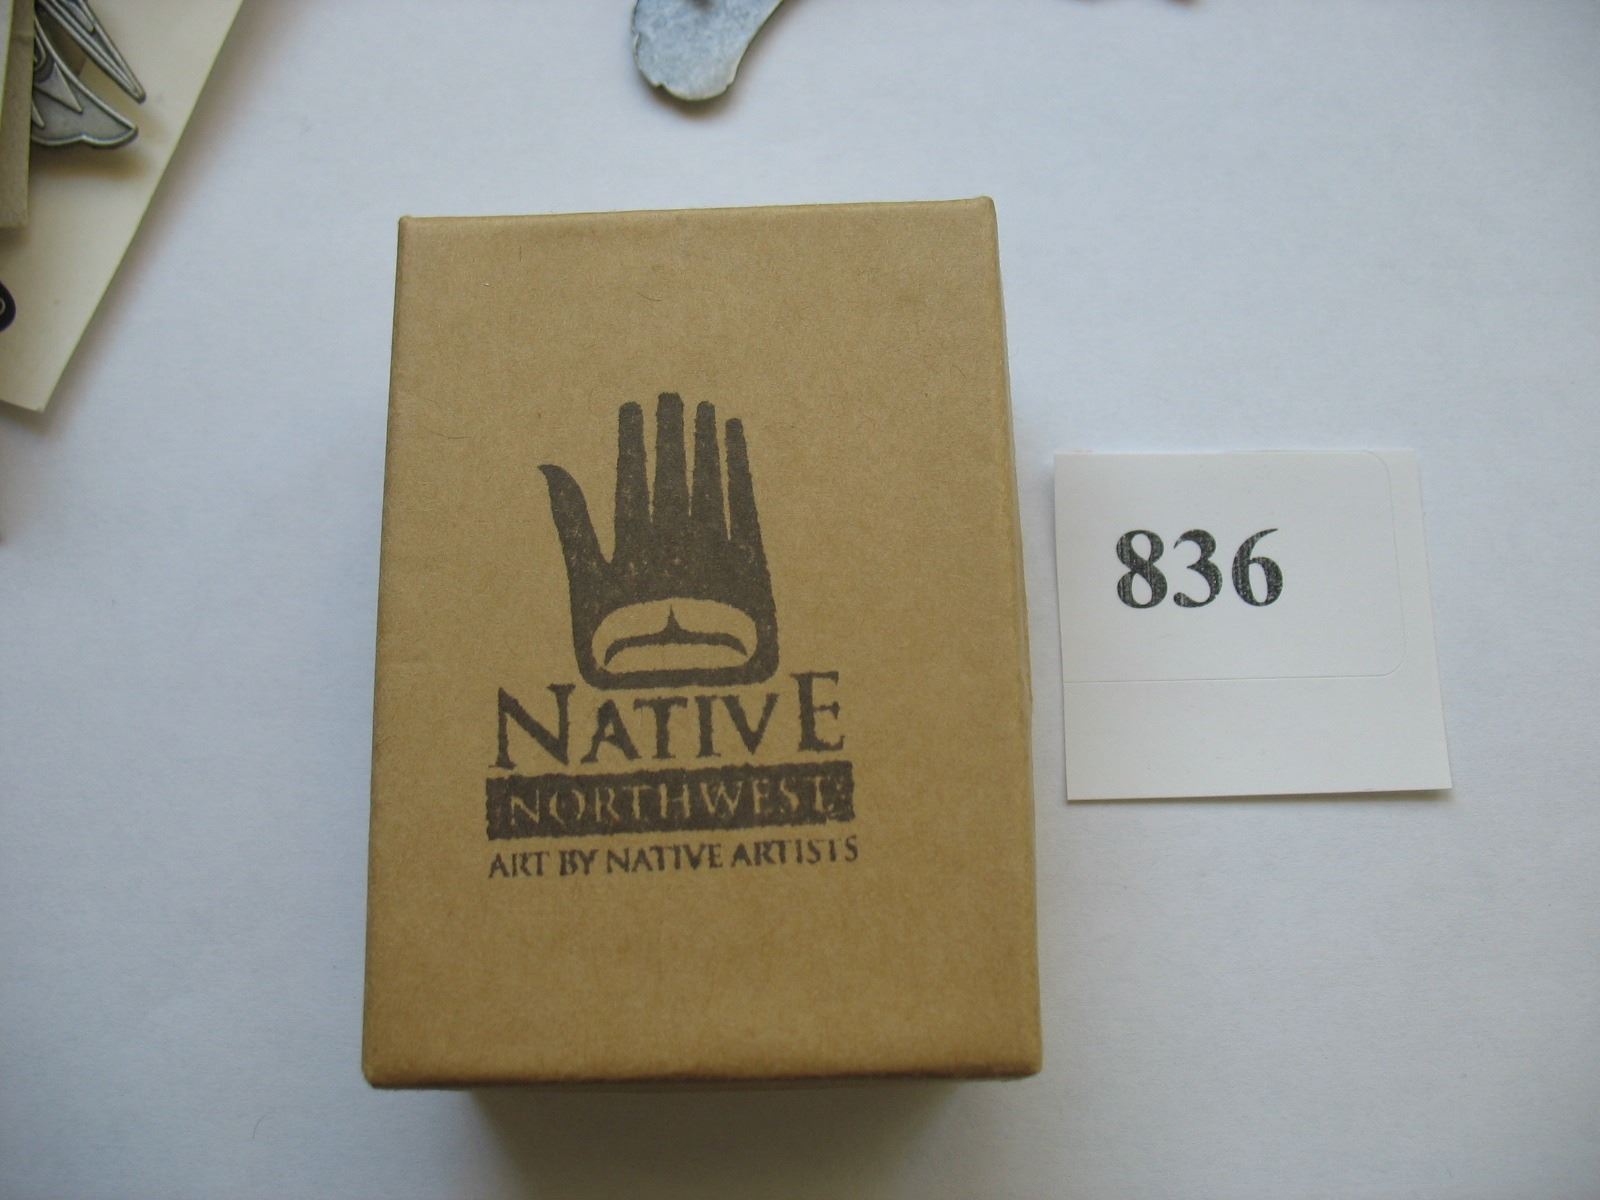 NATIVE
NORTHWEST
ART BY NATIVE ARTISTS
836